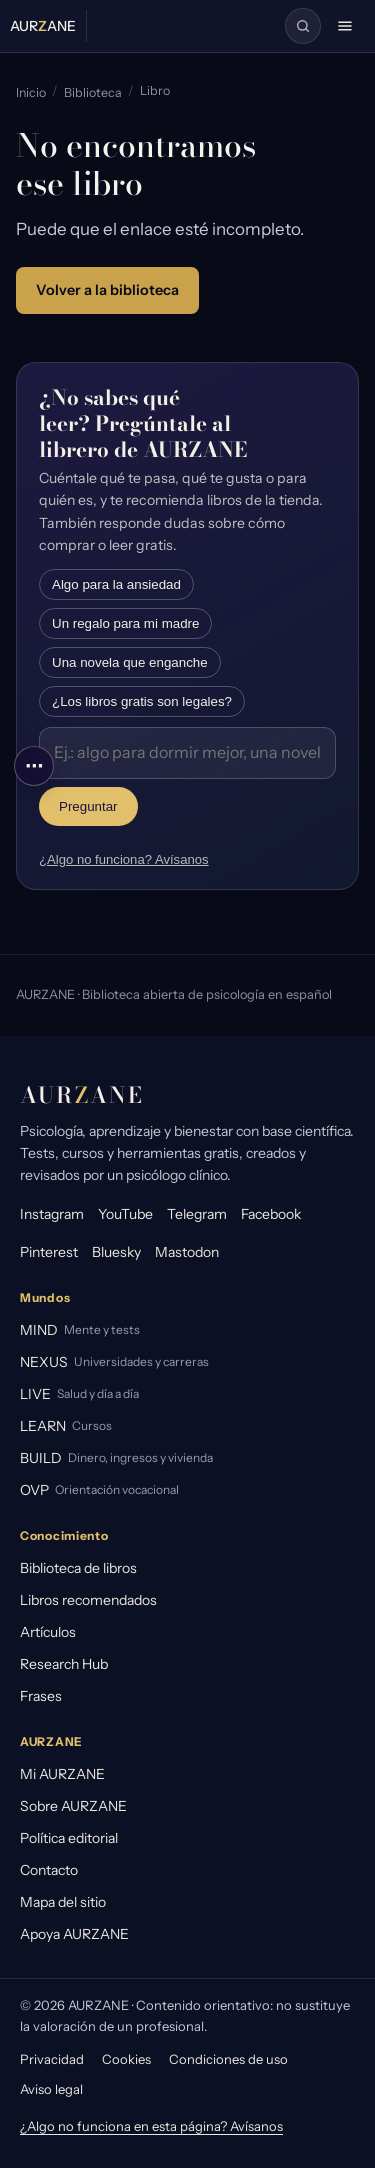 AURZANE
Inicio / Biblioteca / Libro
No encontramos
ese libro
Puede que el enlace esté incompleto.
Volver a la biblioteca
¿No sabes qué
leer? Pregúntale al
librero de AURZANE
Cuéntale qué te pasa, qué te gusta o para
quién es, y te recomienda libros de la tienda.
También responde dudas sobre cómo
comprar o leer gratis.
Algo para la ansiedad
Un regalo para mi madre
Una novela que enganche
¿Los libros gratis son legales?
Ej.: algo para dormir mejor, una novel
Preguntar
¿Algo no funciona? Avísanos
AURZANE · Biblioteca abierta de psicología en español
AURZANE
Psicología, aprendizaje y bienestar con base científica.
Tests, cursos y herramientas gratis, creados y
revisados por un psicólogo clínico.
Instagram YouTube Telegram Facebook
Pinterest Bluesky Mastodon
Mundos
MIND Mente y tests
NEXUS Universidades y carreras
LIVE Salud y día a día
LEARN Cursos
BUILD Dinero, ingresos y vivienda
OVP Orientación vocacional
Conocimiento
Biblioteca de libros
Libros recomendados
Artículos
Research Hub
Frases
AURZANE
Mi AURZANE
Sobre AURZANE
Política editorial
Contacto
Mapa del sitio
Apoya AURZANE
© 2026 AURZANE · Contenido orientativo: no sustituye
la valoración de un profesional.
Privacidad Cookies Condiciones de uso
Aviso legal
¿Algo no funciona en esta página? Avísanos